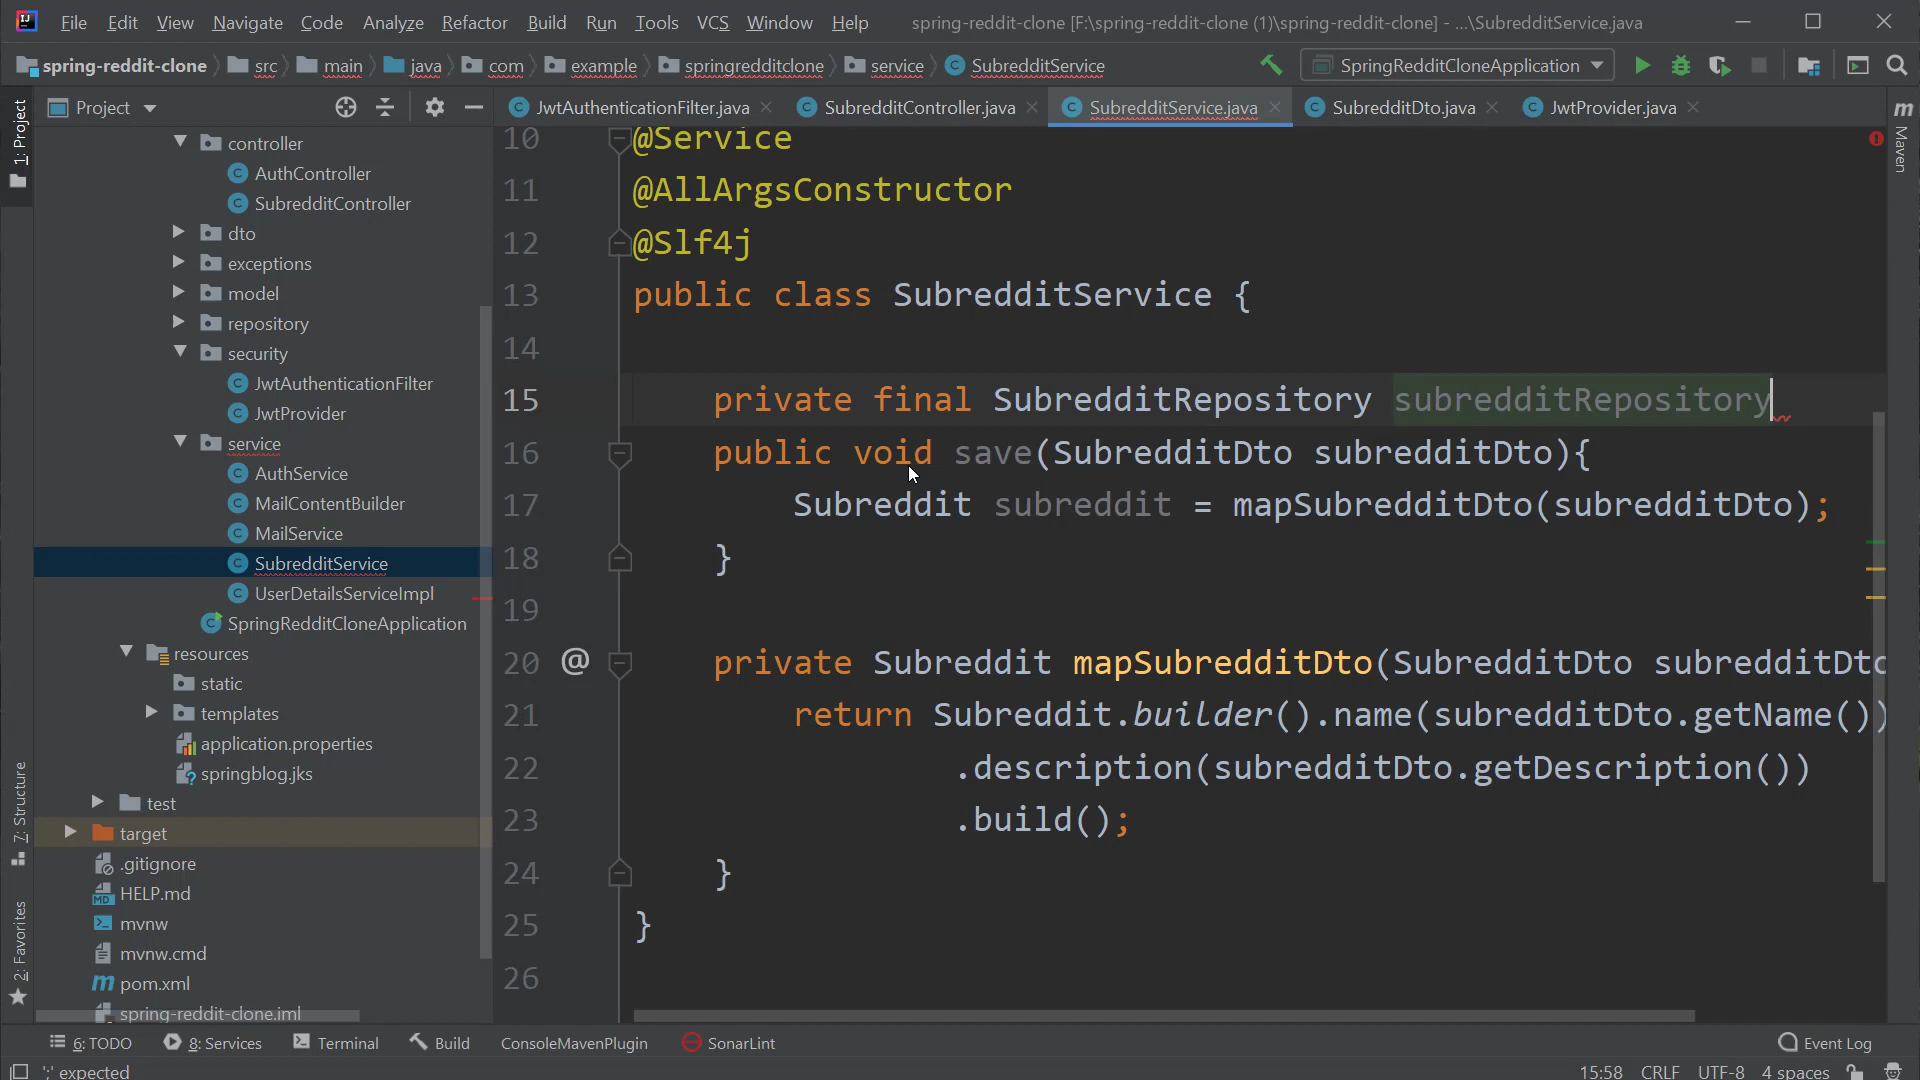 File Edit View Navigate Code Analyze Refactor Build Run Tools VCS Window Help spring-reddit-clone [F:\spring-reddit-clone (1)\spring-reddit-clone] - ...\SubredditService.java
spring-reddit-clone src main java com example springredditclone service SubredditService SpringRedditCloneApplication
Project
JwtAuthenticationFilter.java SubredditController.java SubredditService.java SubredditDto.java JwtProvider.java
1: Project
7: Structure
2: Favorites
m Maven
controller
AuthController
SubredditController
dto
exceptions
model
repository
security
JwtAuthenticationFilter
JwtProvider
service
AuthService
MailContentBuilder
MailService
SubredditService
UserDetailsServiceImpl
SpringRedditCloneApplication
resources
static
templates
application.properties
springblog.jks
test
target
.gitignore
HELP.md
mvnw
mvnw.cmd
pom.xml
spring-reddit-clone.iml
10 @Service
11 @AllArgsConstructor
12 @Slf4j
13 public class SubredditService {
14
15 private final SubredditRepository subredditRepository
16 public void save(SubredditDto subredditDto){
17 Subreddit subreddit = mapSubredditDto(subredditDto);
18 }
19
20 @ private Subreddit mapSubredditDto(SubredditDto subredditDto
21 return Subreddit.builder().name(subredditDto.getName())
22 .description(subredditDto.getDescription())
23 .build();
24 }
25 }
26
6: TODO 8: Services Terminal Build ConsoleMavenPlugin SonarLint Event Log
';' expected 15:58 CRLF UTF-8 4 spaces